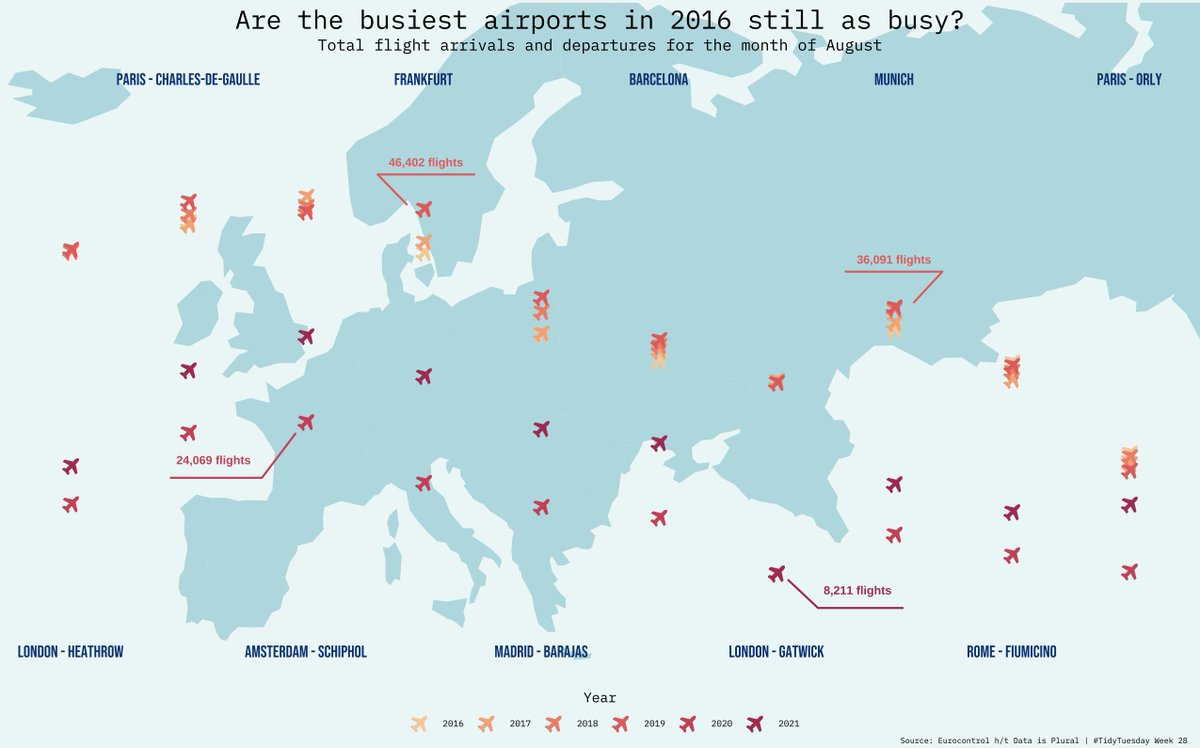 Are the busiest airports in 2016 still as busy?
Total flight arrivals and departures for the month of August
PARIS - CHARLES-DE-GAULLE
FRANKFURT
BARCELONA
MUNICH
PARIS - ORLY
46,402 flights
36,091 flights
24,069 flights
8,211 flights
LONDON - HEATHROW
AMSTERDAM - SCHIPHOL
MADRID - BARAJAS
LONDON - GATWICK
ROME - FIUMICINO
Year
2016
2017
2018
2019
2020
2021
Source: Eurocontrol h/t Data is Plural | #TidyTuesday Week 28